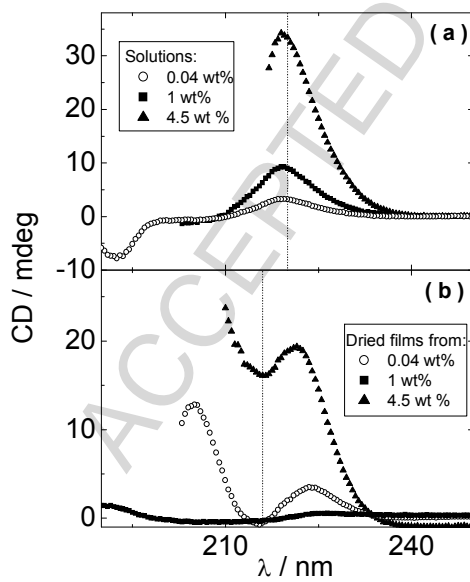 ( a )
Solutions:
0.04 wt%
1 wt%
4.5 wt %
30
20
10
0
-10
ACCEPTED
CD / mdeg
( b )
Dried films from:
0.04 wt%
1 wt%
4.5 wt %
20
10
0
210
240
λ / nm